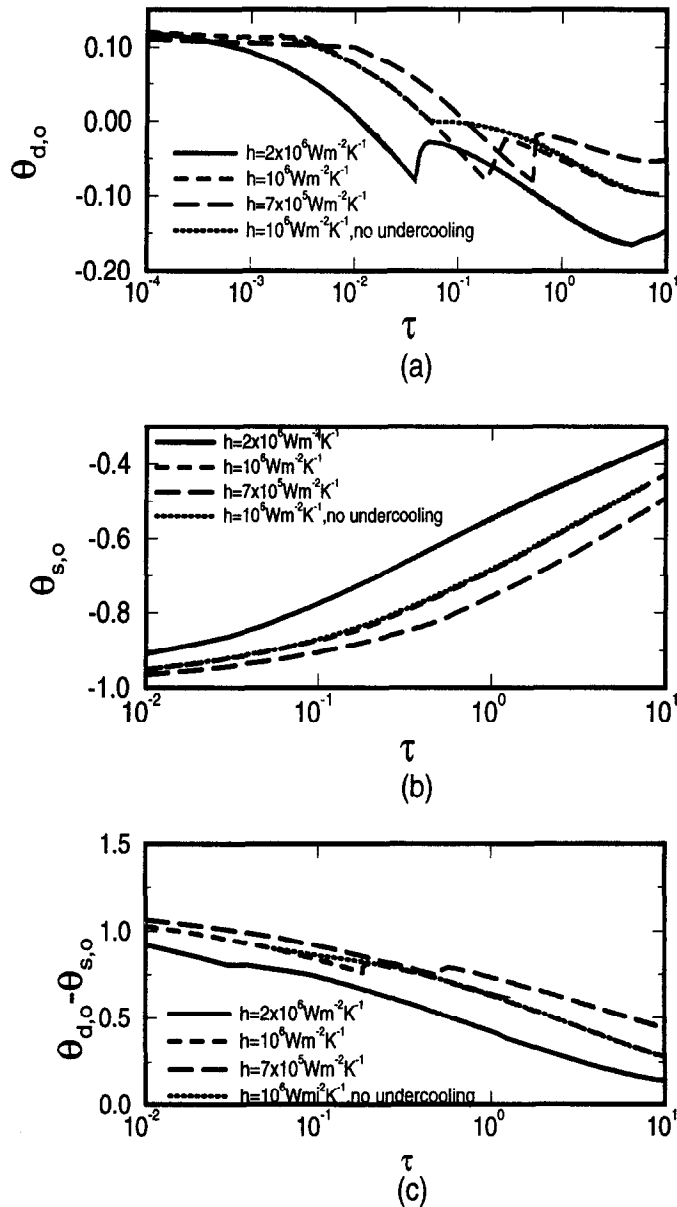 0.10
0.00
-0.10
-0.20
θd,o
h=2x10⁶Wm⁻²K⁻¹
h=10⁶Wm⁻²K⁻¹
h=7x10⁵Wm⁻²K⁻¹
h=10⁶Wm⁻²K⁻¹,no undercooling
10⁻⁴ 10⁻³ 10⁻² 10⁻¹ 10⁰ 10¹
τ
(a)
-0.4
-0.6
-0.8
-1.0
θs,o
h=2x10⁶Wm⁻²K⁻¹
h=10⁶Wm⁻²K⁻¹
h=7x10⁵Wm⁻²K⁻¹
h=10⁶Wm⁻²K⁻¹,no undercooling
10⁻² 10⁻¹ 10⁰ 10¹
τ
(b)
1.5
1.0
0.5
0.0
θd,o-θs,o
h=2x10⁶Wm⁻²K⁻¹
h=10⁶Wm⁻²K⁻¹
h=7x10⁵Wm⁻²K⁻¹
h=10⁶Wm⁻²K⁻¹,no undercooling
10⁻² 10⁻¹ 10⁰ 10¹
τ
(c)